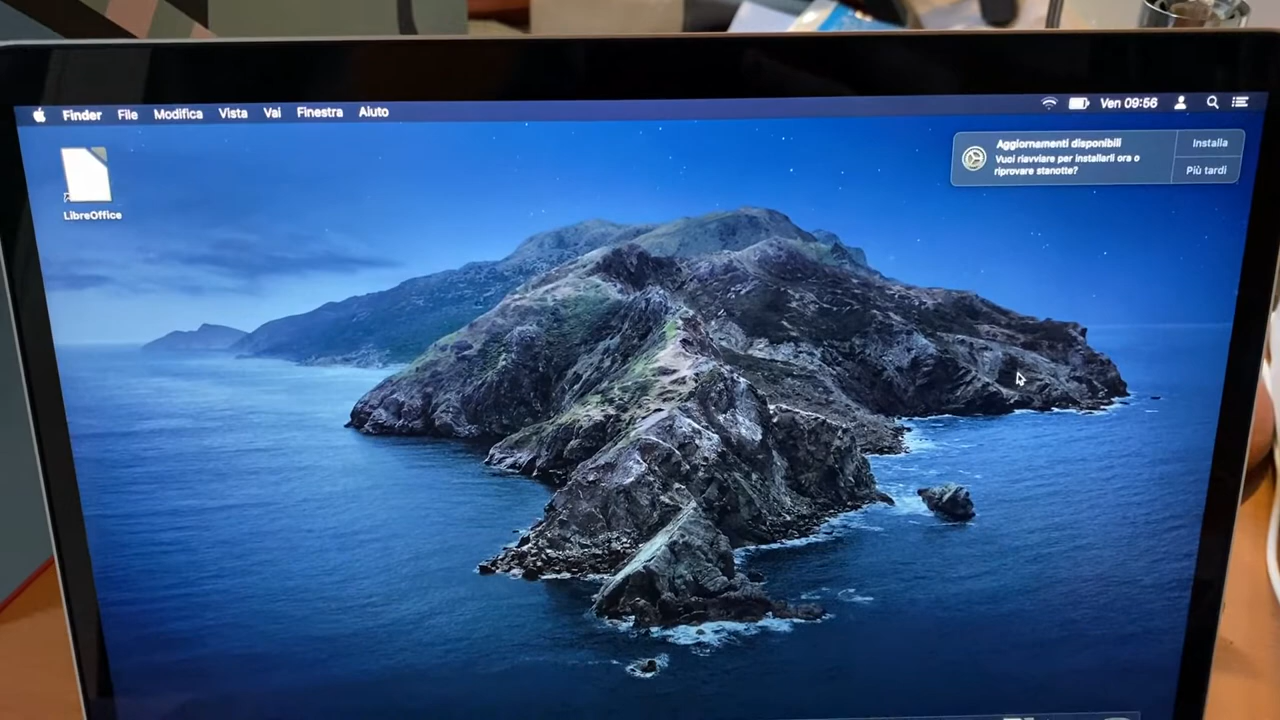 Finder File Modifica Vista Vai Finestra Aiuto Ven 09:56
Aggiornamenti disponibili
Vuoi riavviare per installarli ora o
riprovare stanotte?
Installa
Più tardi
LibreOffice